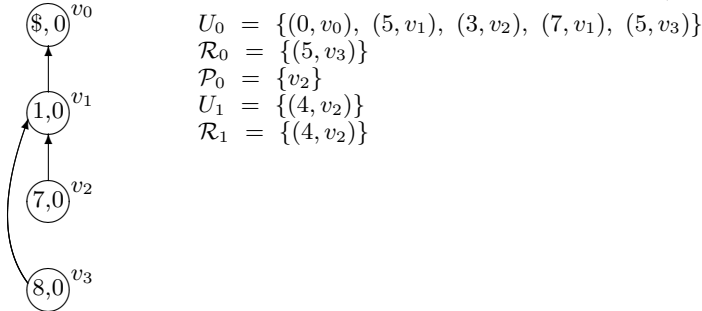 $,0 v₀
1,0 v₁
7,0 v₂
8,0 v₃
U₀ = {(0, v₀), (5, v₁), (3, v₂), (7, v₁), (5, v₃)}
ℛ₀ = {(5, v₃)}
𝒫₀ = {v₂}
U₁ = {(4, v₂)}
ℛ₁ = {(4, v₂)}